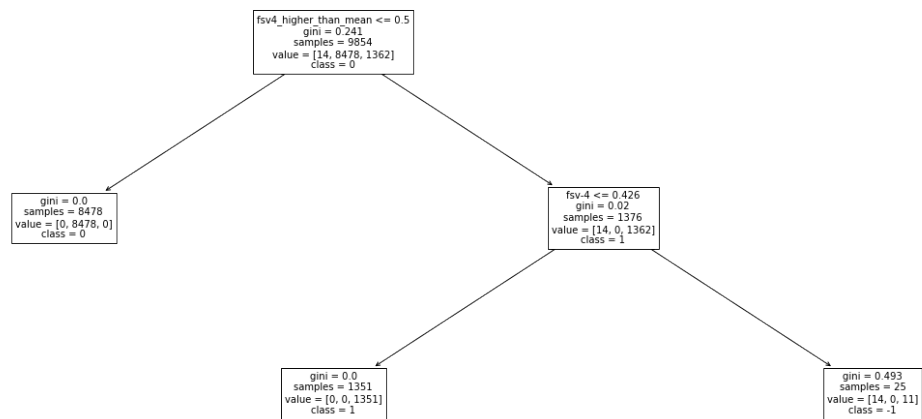 fsv4_higher_than_mean <= 0.5
gini = 0.241
samples = 9854
value = [14, 8478, 1362]
class = 0
gini = 0.0
samples = 8478
value = [0, 8478, 0]
class = 0
fsv-4 <= 0.426
gini = 0.02
samples = 1376
value = [14, 0, 1362]
class = 1
gini = 0.0
samples = 1351
value = [0, 0, 1351]
class = 1
gini = 0.493
samples = 25
value = [14, 0, 11]
class = -1